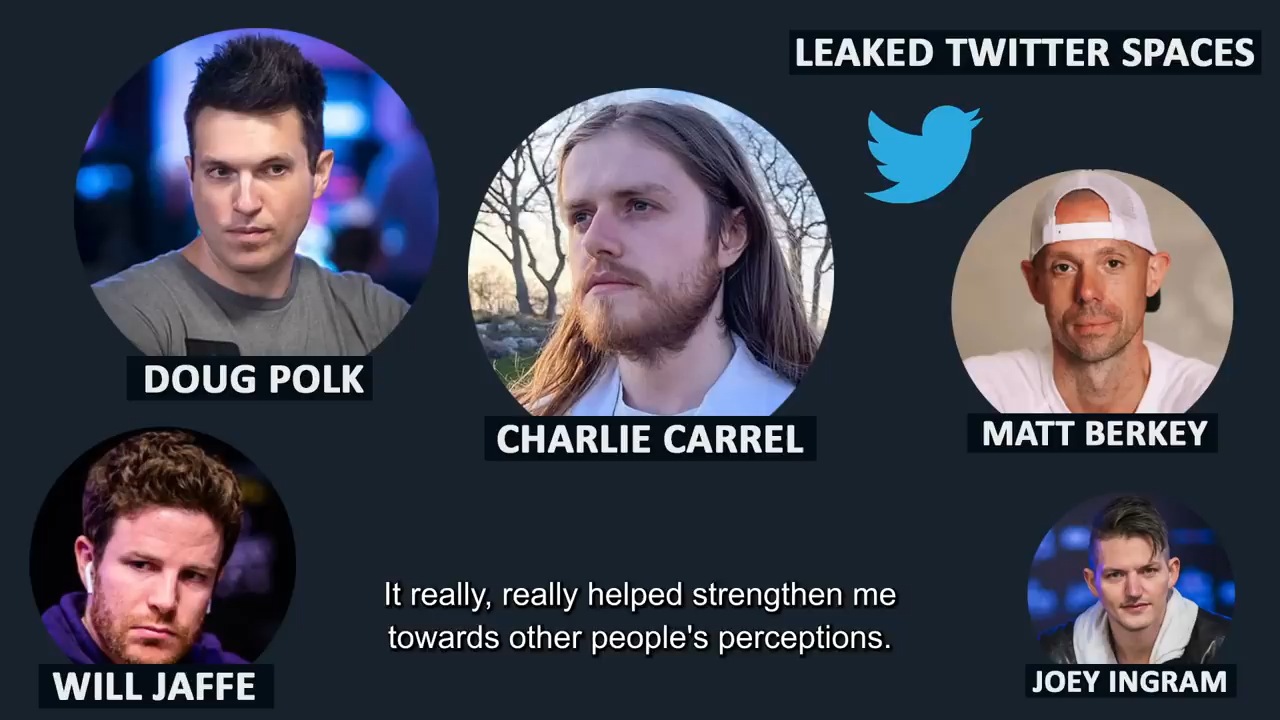 LEAKED TWITTER SPACES
DOUG POLK
CHARLIE CARREL
MATT BERKEY
It really, really helped strengthen me
towards other people's perceptions.
WILL JAFFE
JOEY INGRAM